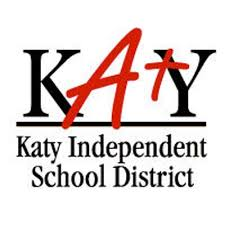 KA+Y
Katy Independent
School District